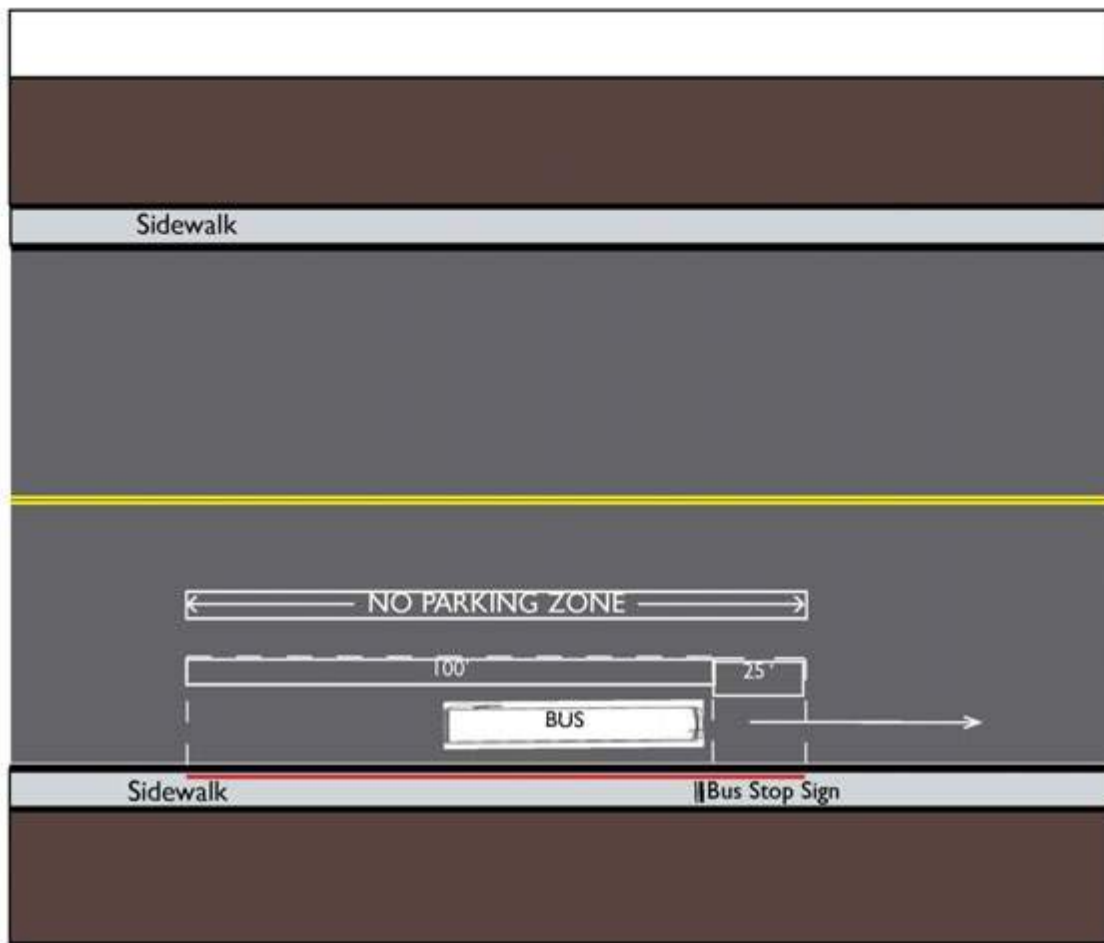 Sidewalk
NO PARKING ZONE
100'
25'
BUS
Sidewalk
Bus Stop Sign